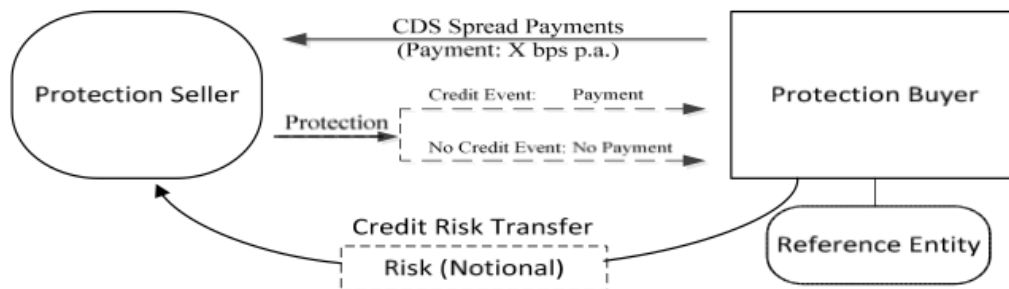 CDS Spread Payments
(Payment: X bps p.a.)
Protection Seller
Protection Buyer
Credit Event: Payment
Protection
No Credit Event: No Payment
Credit Risk Transfer
Risk (Notional)
Reference Entity